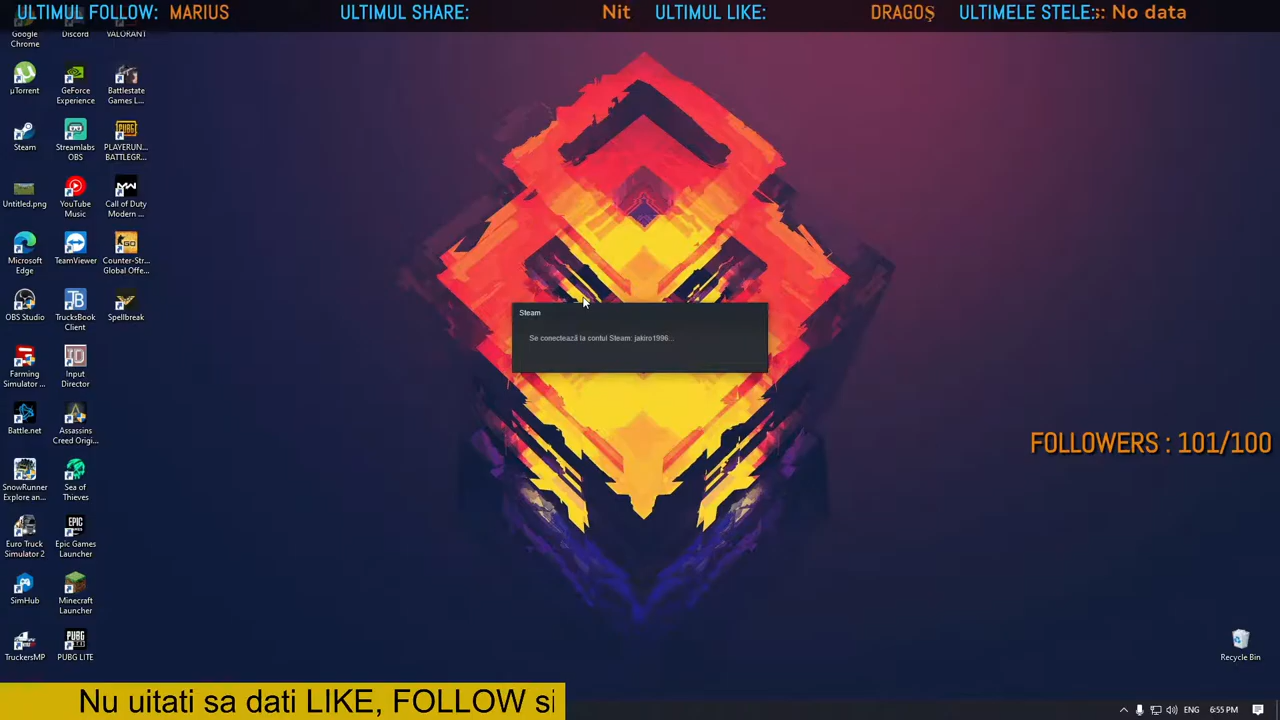 ULTIMUL FOLLOW: MARIUS
ULTIMUL SHARE: Nit
ULTIMUL LIKE: DRAGOȘ
ULTIMELE STELE: : No data
Google
Chrome
Discord
VALORANT
µTorrent
GeForce
Experience
Battlestate
Games L...
Steam
Streamlabs
OBS
PLAYERUN...
BATTLEGR...
Untitled.png
YouTube
Music
Call of Duty
Modern ...
Microsoft
Edge
TeamViewer
Counter-Str...
Global Offe...
OBS Studio
TrucksBook
Client
Spellbreak
Farming
Simulator ...
Input
Director
Battle.net
Assassins
Creed Origi...
SnowRunner
Explore an...
Sea of
Thieves
Euro Truck
Simulator 2
Epic Games
Launcher
SimHub
Minecraft
Launcher
TruckersMP
PUBG LITE
Steam
Se conectează la contul Steam: jakiro1996...
FOLLOWERS : 101/100
Recycle Bin
Nu uitati sa dati LIKE, FOLLOW si
ENG
6:55 PM